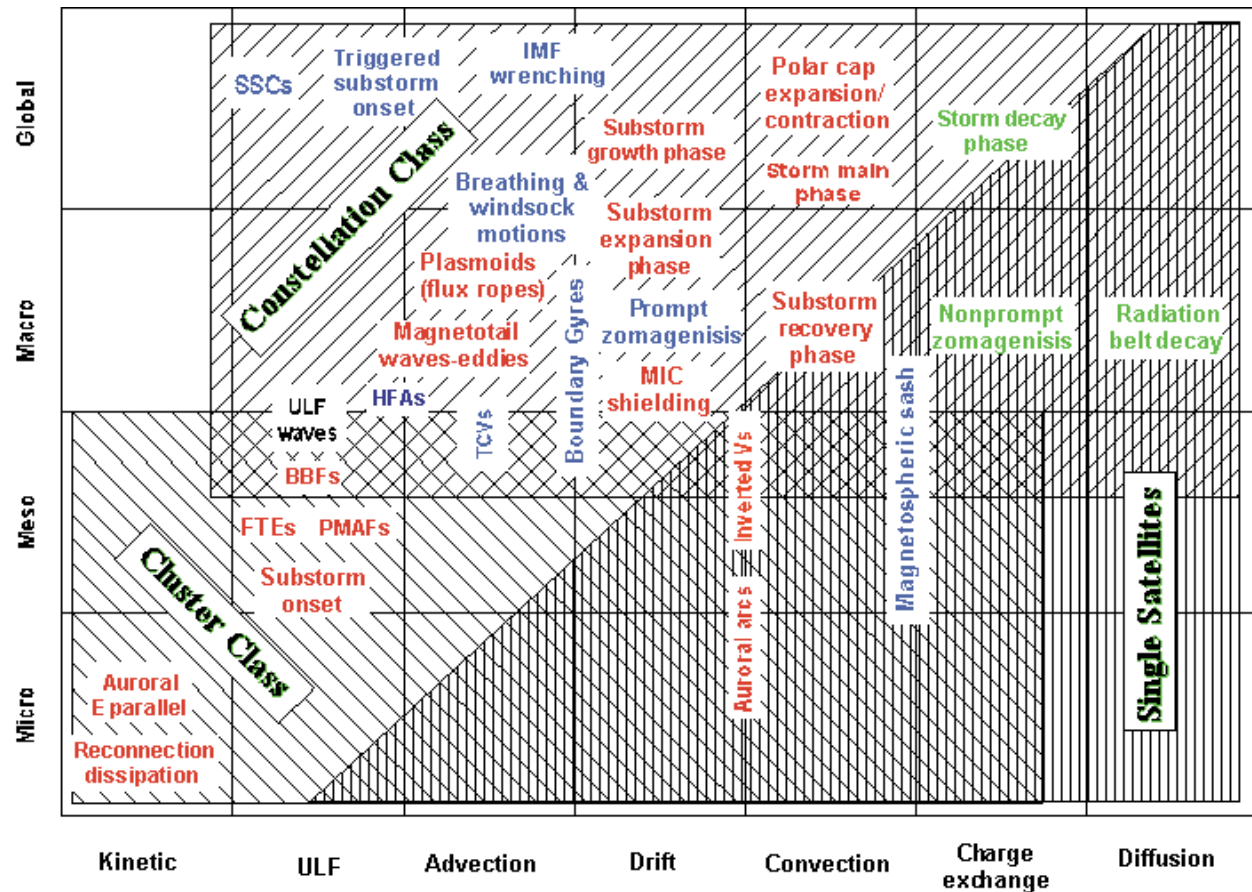 Global
Macro
Meso
Micro
SSCs
Triggered
substorm
onset
IMF
wrenching
Polar cap
expansion/
contraction
Substorm
growth phase
Storm decay
phase
Constellation Class
Breathing &
windsock
motions
Storm main
phase
Substorm
expansion
phase
Plasmoids
(flux ropes)
Boundary Gyres
Prompt
zomagenisis
Substorm
recovery
phase
Nonprompt
zomagenisis
Radiation
belt decay
Magnetotail
waves-eddies
MIC
shielding
Magnetospheric sash
HFAs
ULF
waves
TCVs
BBFs
Inverted Vs
FTEs
PMAFs
Substorm
onset
Cluster Class
Auroral arcs
Single Satellites
Auroral
E parallel
Reconnection
dissipation
Kinetic
ULF
Advection
Drift
Convection
Charge
exchange
Diffusion